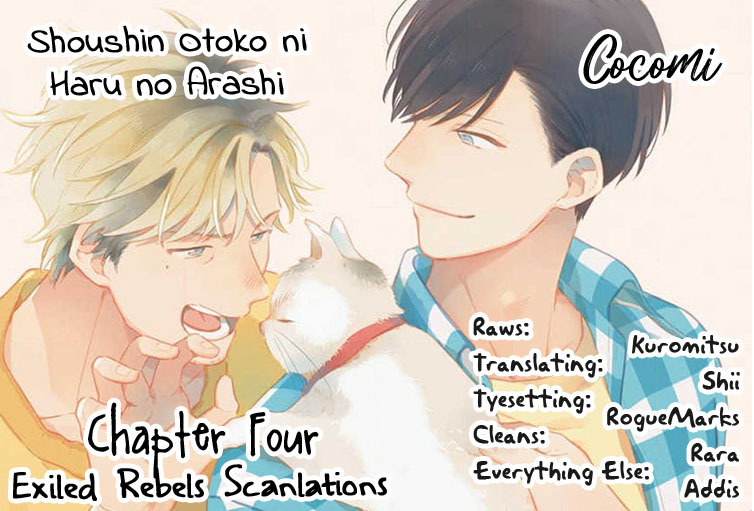 Shoushin Otoko ni
Haru no Arashi
Cocomi
Raws: Kuromitsu
Translating: Shii
Tyesetting: RogueMarks
Cleans: Rara
Everything Else: Addis
Chapter Four
Exiled Rebels Scanlations